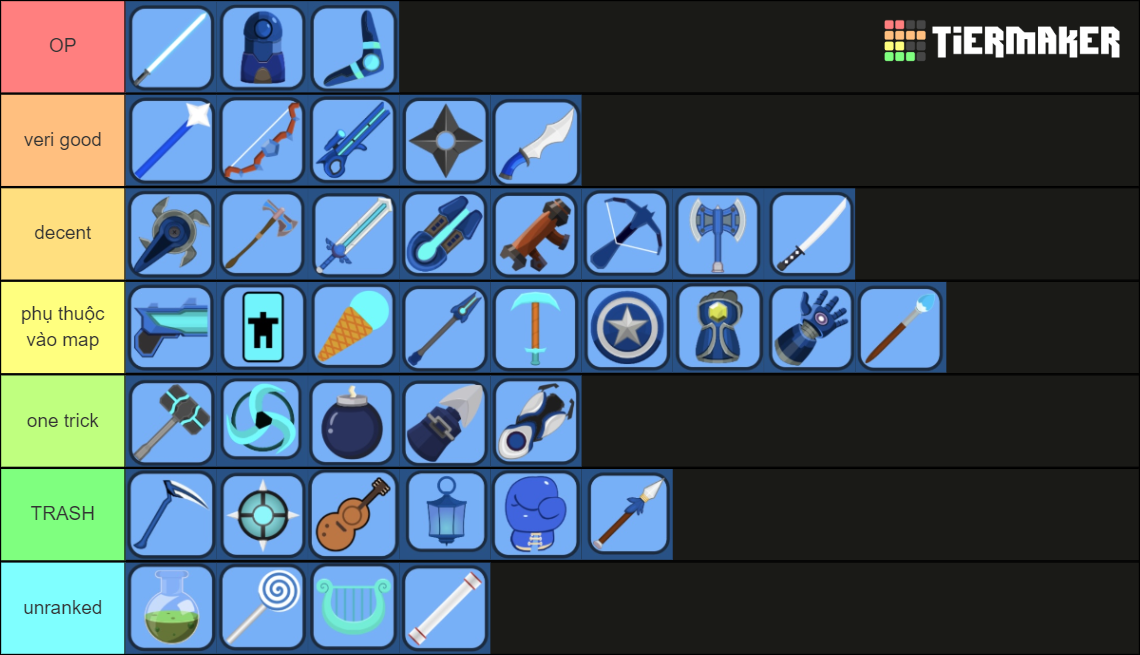 OP
TiERMAKER
veri good
decent
phụ thuộc
vào map
one trick
TRASH
unranked